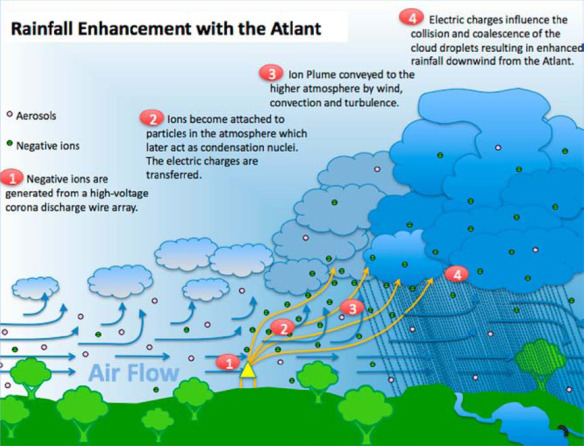 Rainfall Enhancement with the Atlant
4 Electric charges influence the
collision and coalescence of the
cloud droplets resulting in enhanced
rainfall downwind from the Atlant.
3 Ion Plume conveyed to the
higher atmosphere by wind,
convection and turbulence.
Aerosols
Negative ions
2 Ions become attached to
particles in the atmosphere which
later act as condensation nuclei.
The electric charges are
transferred.
1 Negative ions are
generated from a high-voltage
corona discharge wire array.
4
3
2
1
Air Flow